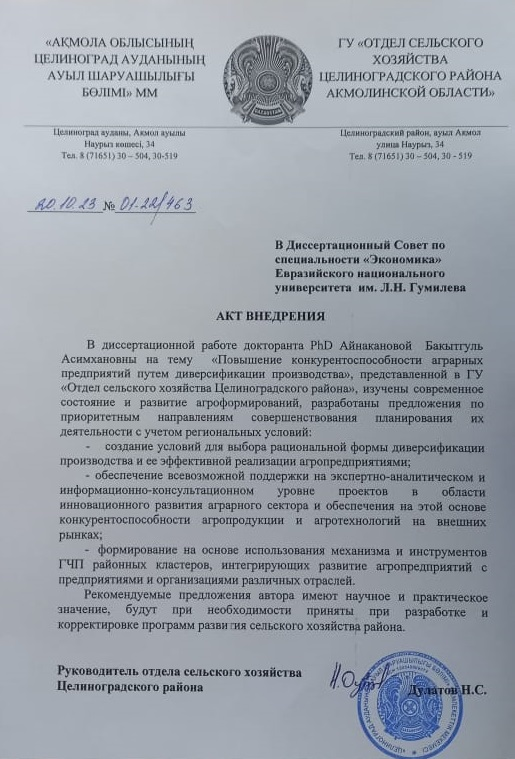 «АҚМОЛА ОБЛЫСЫНЫҢ
ЦЕЛИНОГРАД АУДАНЫНЫҢ
АУЫЛ ШАРУАШЫЛЫҒЫ
БӨЛІМІ» ММ
Целиноград ауданы, Акмол ауылы
Наурыз көшесі, 34
Тел. 8 (71651) 30 – 504, 30-519
ҚАЗАҚСТАН
ГУ «ОТДЕЛ СЕЛЬСКОГО
ХОЗЯЙСТВА
ЦЕЛИНОГРАДСКОГО РАЙОНА
АКМОЛИНСКОЙ ОБЛАСТИ»
Целиноградский район, ауыл Акмол
улица Наурыз, 34
Тел. 8 (71651) 30 – 504, 30 - 519
20.10.23 № 01-22/463
В Диссертационный Совет по
специальности «Экономика»
Евразийского национального
университета им. Л.Н. Гумилева
АКТ ВНЕДРЕНИЯ
В диссертационной работе докторанта PhD Айнакановой Бакытгуль
Асимхановны на тему «Повышение конкурентоспособности аграрных
предприятий путем диверсификации производства», представленной в ГУ
«Отдел сельского хозяйства Целиноградского района», изучены современное
состояние и развитие агроформирований, разработаны предложения по
приоритетным направлениям совершенствования планирования их
деятельности с учетом региональных условий:
- создание условий для выбора рациональной формы диверсификации
производства и ее эффективной реализации агропредприятиями;
- обеспечение всевозможной поддержки на экспертно-аналитическом и
информационно-консультационном уровне проектов в области
инновационного развития аграрного сектора и обеспечения на этой основе
конкурентоспособности агропродукции и агротехнологий на внешних
рынках;
- формирование на основе использования механизма и инструментов
ГЧП районных кластеров, интегрирующих развитие агропредприятий с
предприятиями и организациями различных отраслей.
Рекомендуемые предложения автора имеют научное и практическое
значение, будут при необходимости приняты при разработке и
корректировке программ развития сельского хозяйства района.
Руководитель отдела сельского хозяйства
Целиноградского района
Дулатов Н.С.